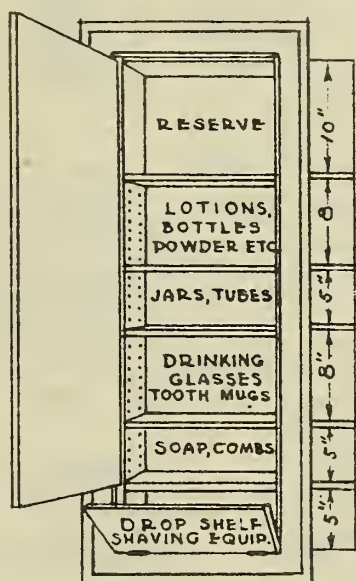 RESERVE
10"
LOTIONS,
BOTTLES
POWDER ETC
8
JARS, TUBES
5"
DRINKING
GLASSES
TOOTH MUGS
8"
SOAP, COMBS
5"
DROP SHELF
SHAVING EQUIP.
5"